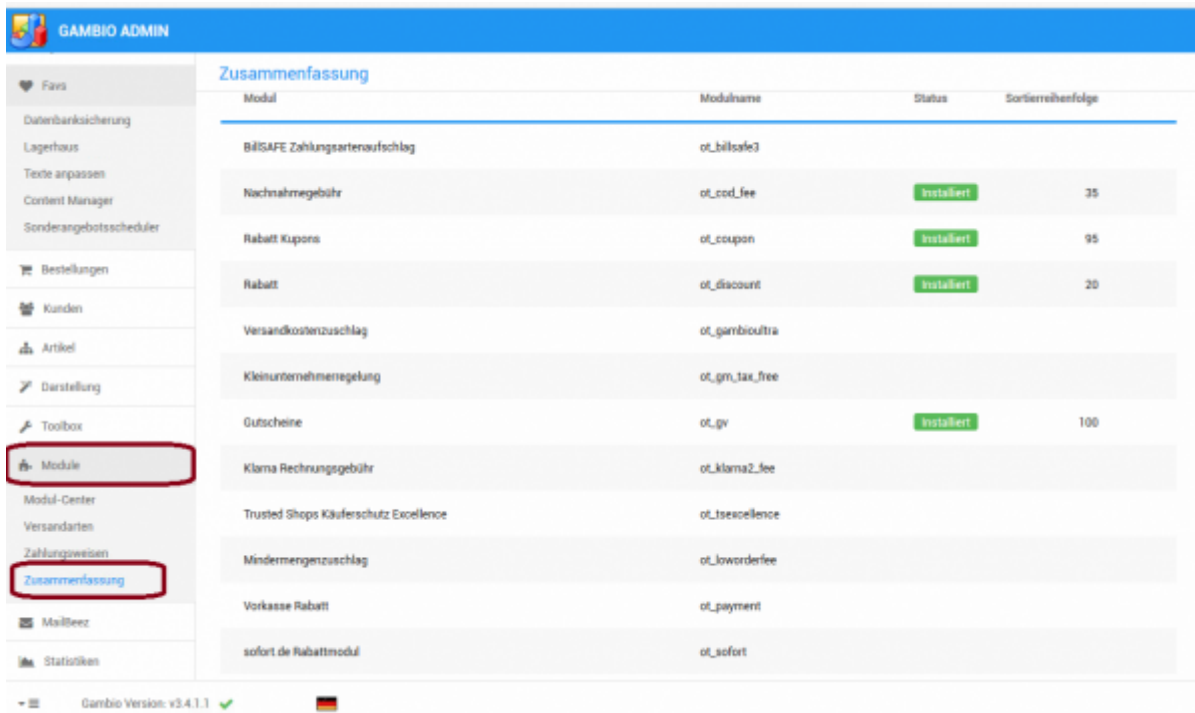 GAMBIO ADMIN
Favs
Datenbanksicherung
Lagerhaus
Texte anpassen
Content Manager
Sonderangebotsscheduler
Bestellungen
Kunden
Artikel
Darstellung
Toolbox
Module
Modul-Center
Versandarten
Zahlungsweisen
Zusammenfassung
MailBeez
Statistiken
Zusammenfassung
Modul Modulname Status Sortierreihenfolge
BillSAFE Zahlungsartenaufschlag ot_billsafe3
Nachnahmegebühr ot_cod_fee Installiert 35
Rabatt Kupons ot_coupon Installiert 95
Rabatt ot_discount Installiert 20
Versandkostenzuschlag ot_gambioultra
Kleinunternehmerregelung ot_gm_tax_free
Gutscheine ot_gv Installiert 100
Klarna Rechnungsgebühr ot_klarna2_fee
Trusted Shops Käuferschutz Excellence ot_tsexcellence
Mindermengenzuschlag ot_loworderfee
Vorkasse Rabatt ot_payment
sofort.de Rabattmodul ot_sofort
Gambio Version: v3.4.1.1